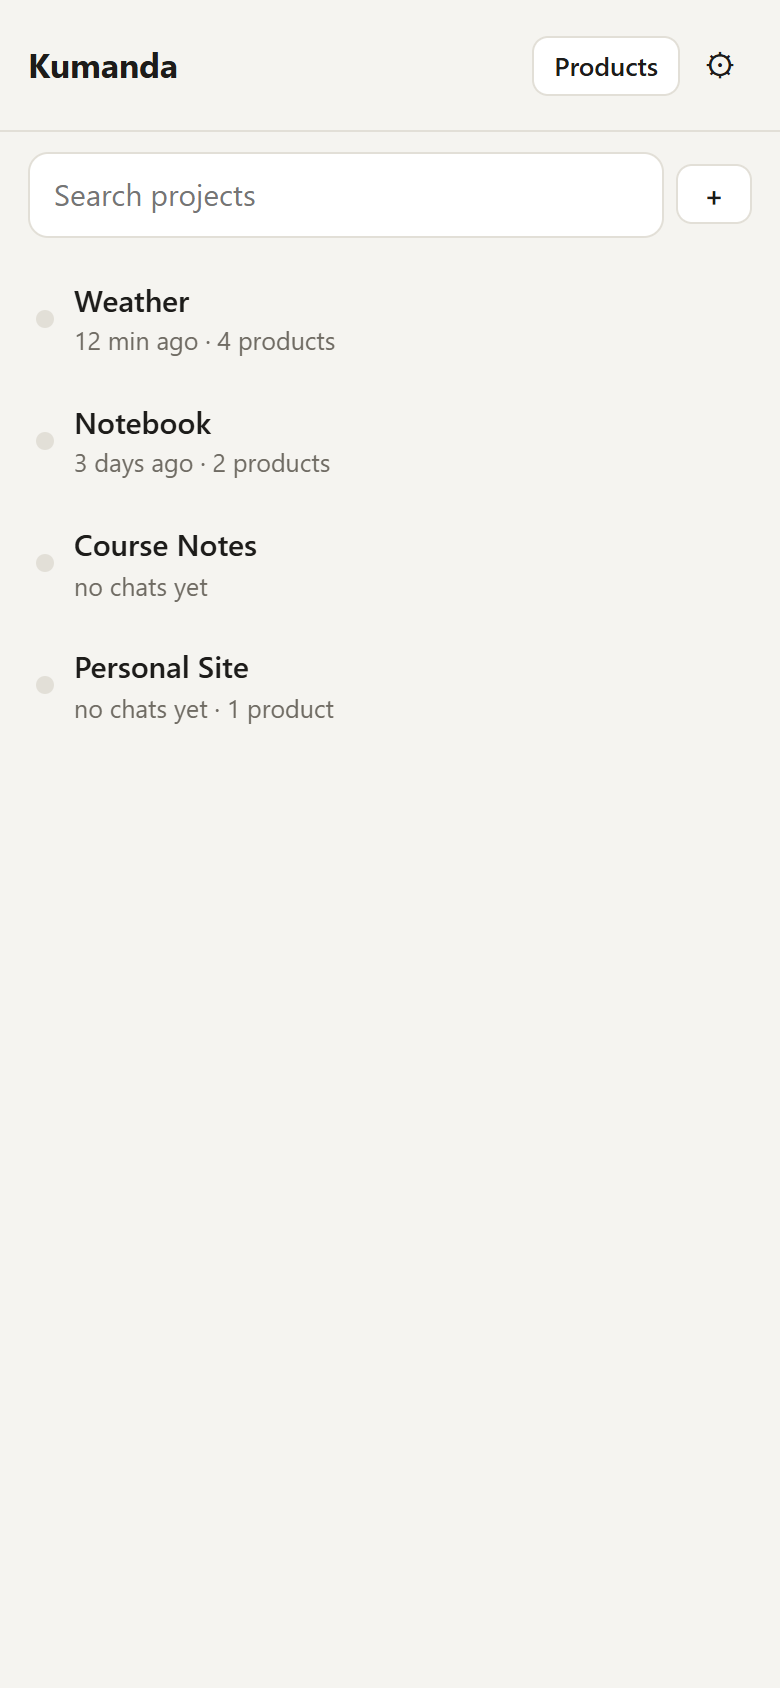 Kumanda
Products
Search projects
+
Weather
12 min ago · 4 products
Notebook
3 days ago · 2 products
Course Notes
no chats yet
Personal Site
no chats yet · 1 product